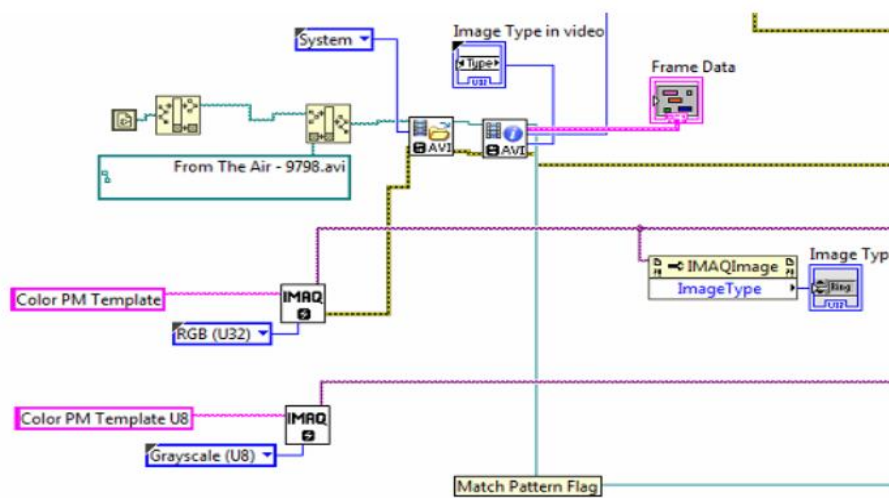 System
Image Type in video
Type
U32
Frame Data
From The Air - 9798.avi
AVI
AVI
IMAQImage
ImageType
Image Typ
Ring
U32
Color PM Template
IMAQ
RGB (U32)
Color PM Template U8
IMAQ
Grayscale (U8)
Match Pattern Flag